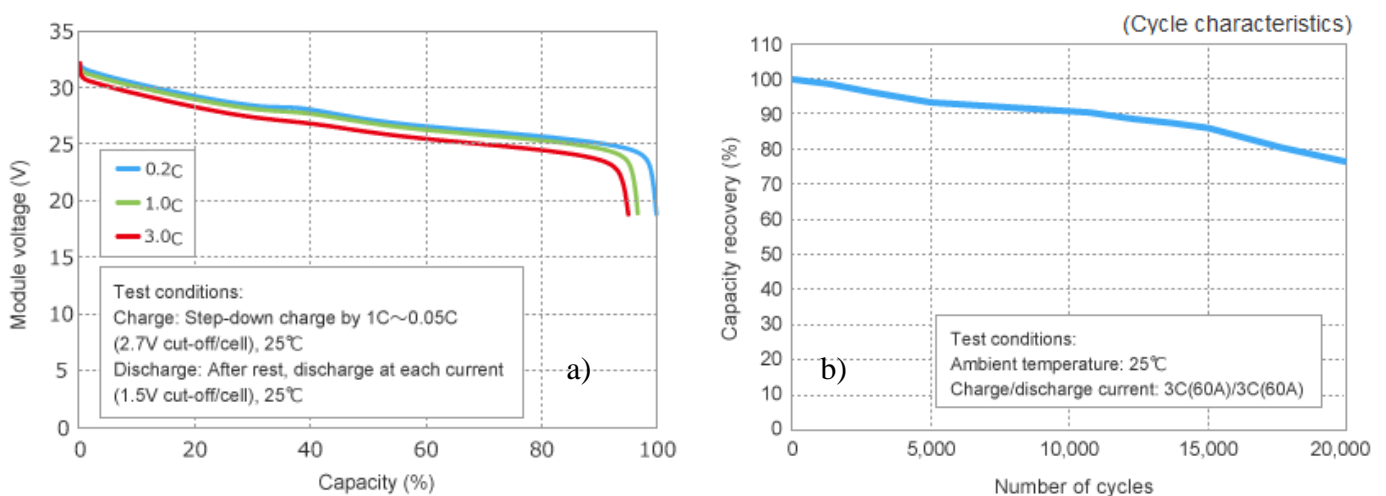 35
30
25
20
15
10
5
0
Module voltage (V)
0.2C
1.0C
3.0C
Test conditions:
Charge: Step-down charge by 1C～0.05C
(2.7V cut-off/cell), 25℃
Discharge: After rest, discharge at each current
(1.5V cut-off/cell), 25℃
a)
0 20 40 60 80 100
Capacity (%)
(Cycle characteristics)
110
100
90
80
70
60
50
40
30
20
10
0
Capacity recovery (%)
b)
Test conditions:
Ambient temperature: 25℃
Charge/discharge current: 3C(60A)/3C(60A)
0 5,000 10,000 15,000 20,000
Number of cycles